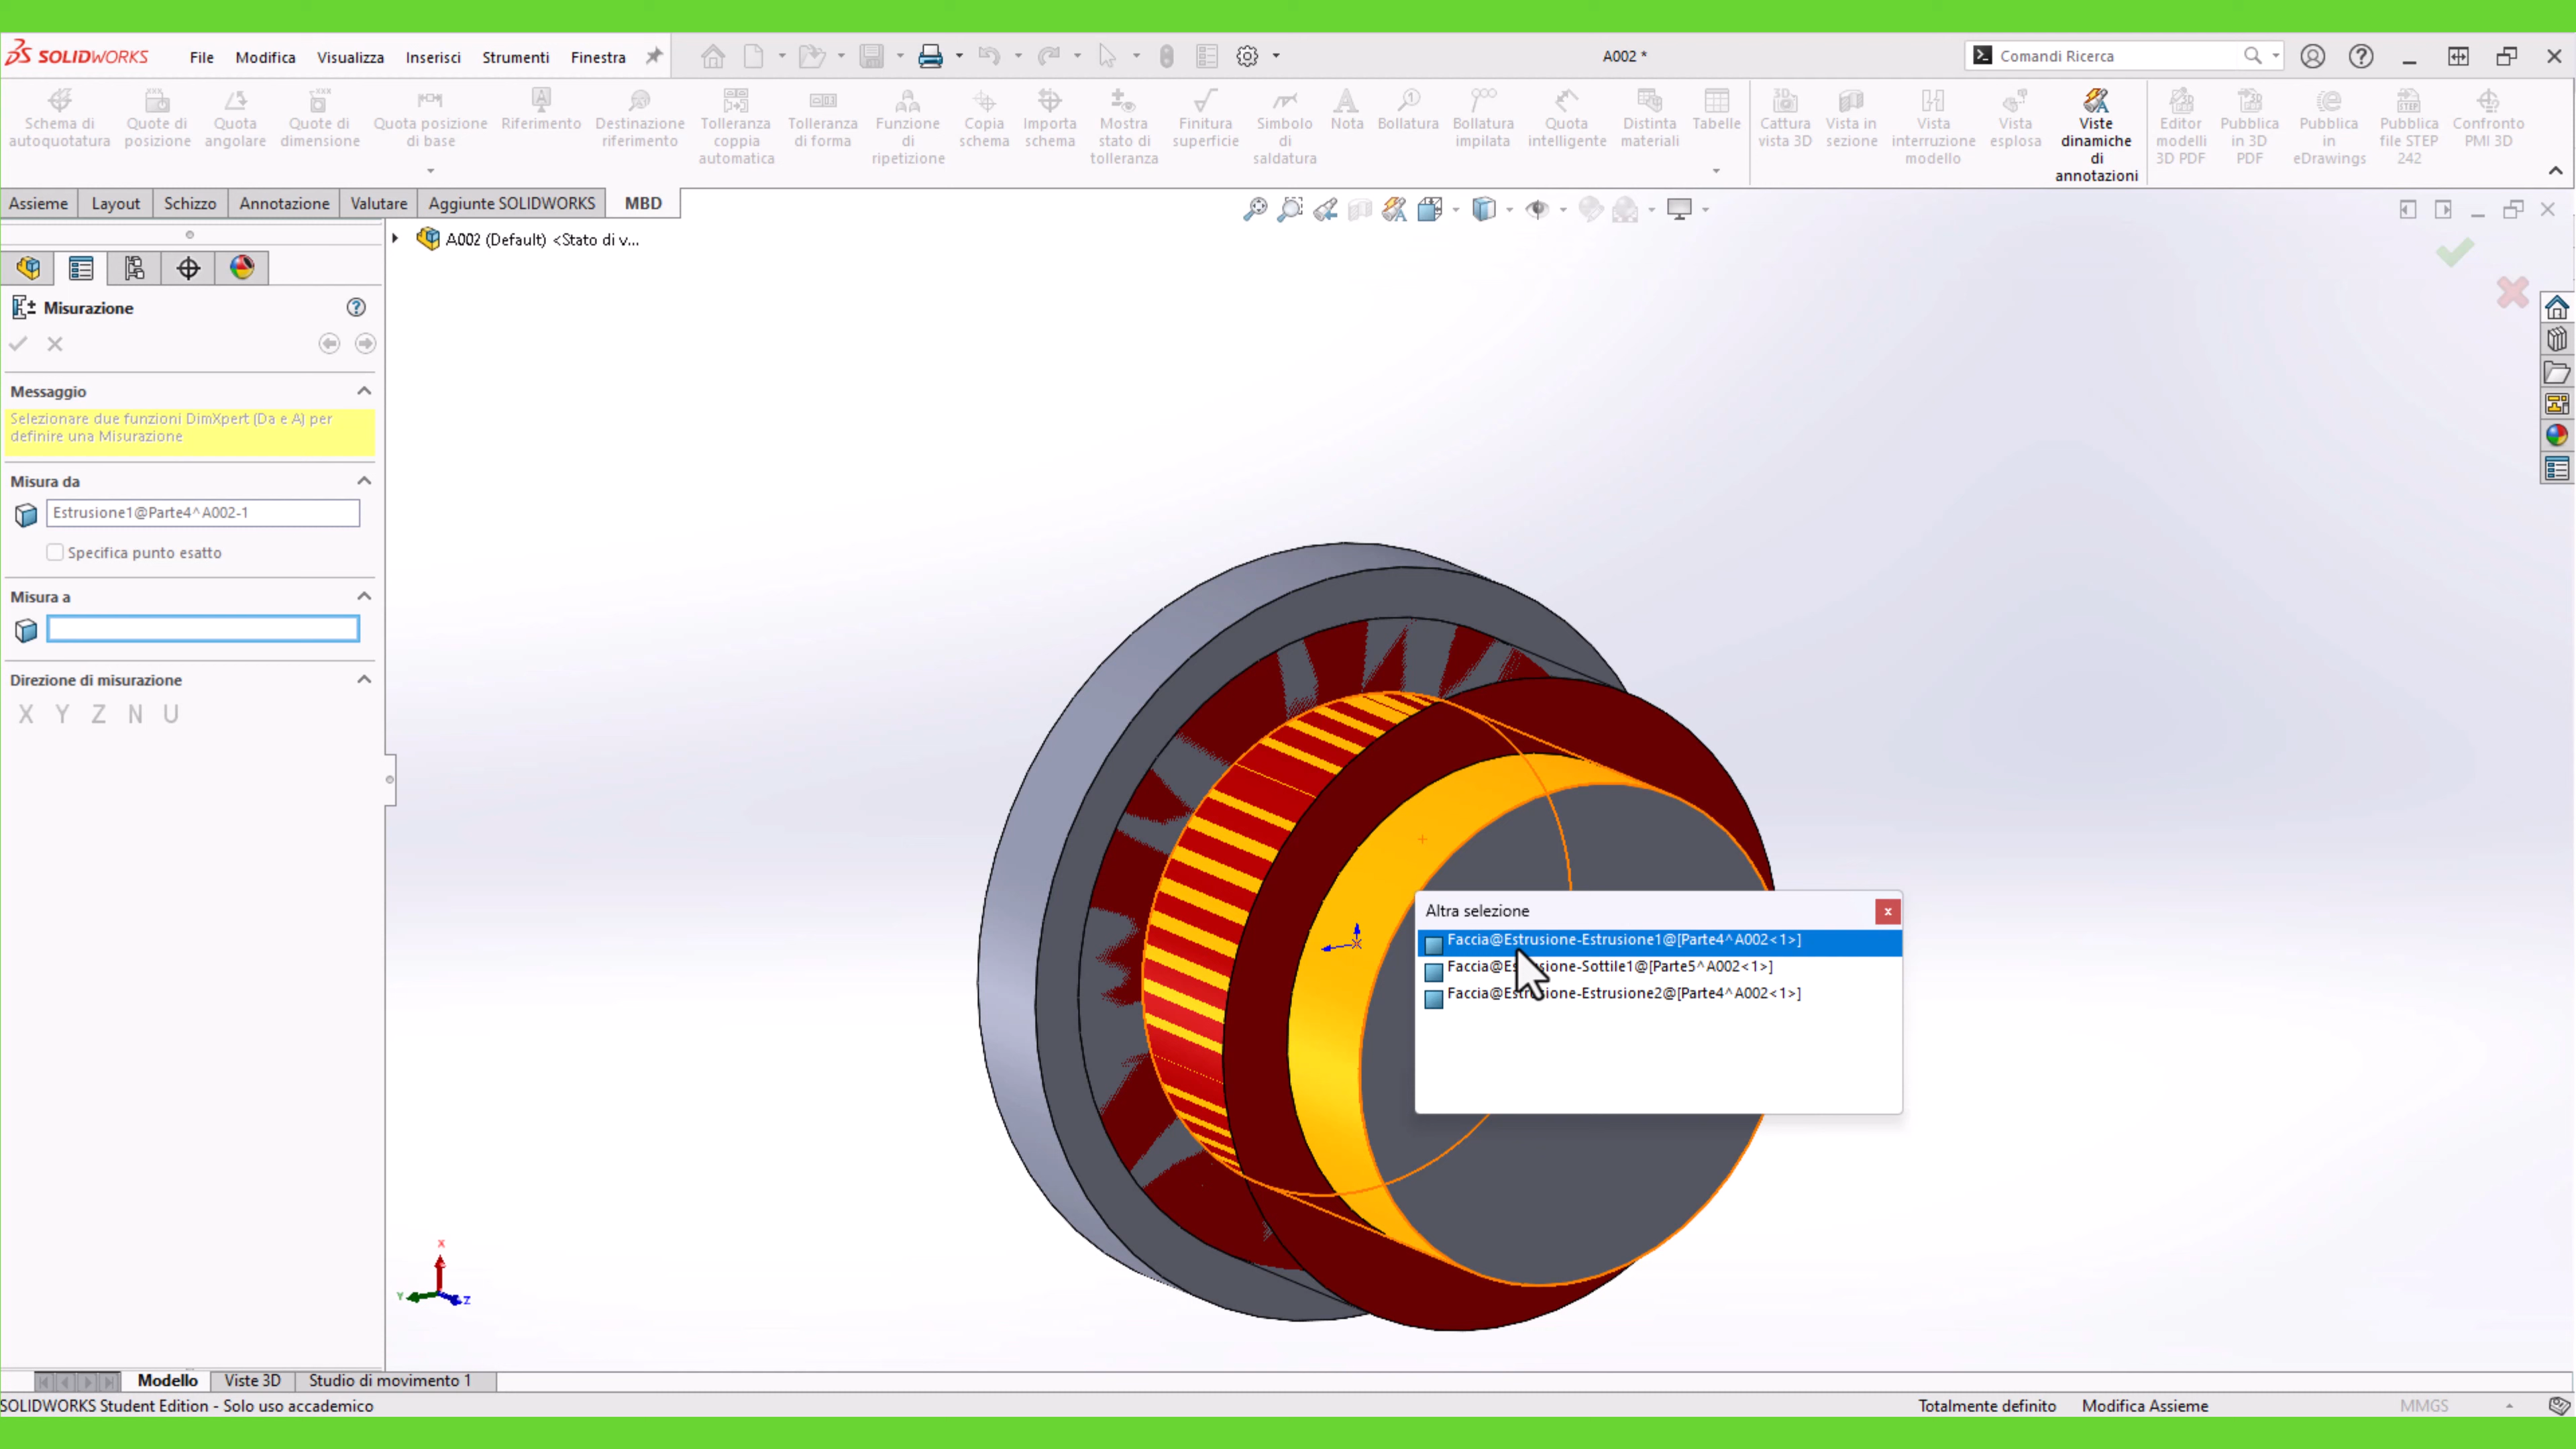 SOLIDWORKS
File Modifica Visualizza Inserisci Strumenti Finestra
A002 *
Comandi Ricerca
Schema di autoquotatura
Quote di posizione
Quota angolare
Quote di dimensione
Quota posizione di base
Riferimento
Destinazione riferimento
Tolleranza coppia automatica
Tolleranza di forma
Funzione di ripetizione
Copia schema
Importa schema
Mostra stato di tolleranza
Finitura superficie
Simbolo di saldatura
Nota
Bollatura
Bollatura impilata
Quota intelligente
Distinta materiali
Tabelle
Cattura vista 3D
Vista in sezione
Vista interruzione modello
Vista esplosa
Viste dinamiche di annotazioni
Editor modelli 3D PDF
Pubblica in 3D PDF
Pubblica in eDrawings
Pubblica file STEP 242
Confronto PMI 3D
Assieme Layout Schizzo Annotazione Valutare Aggiunte SOLIDWORKS MBD
A002 (Default) <Stato di v...
Misurazione
Messaggio
Selezionare due funzioni DimXpert (Da e A) per
definire una Misurazione
Misura da
Estrusione1@Parte4^A002-1
Specifica punto esatto
Misura a
Direzione di misurazione
X Y Z N U
Altra selezione
Faccia@Estrusione-Estrusione1@[Parte4^A002<1>]
Faccia@Estrusione-Sottile1@[Parte5^A002<1>]
Faccia@Estrusione-Estrusione2@[Parte4^A002<1>]
X
Y
Z
Modello Viste 3D Studio di movimento 1
SOLIDWORKS Student Edition - Solo uso accademico
Totalmente definito Modifica Assieme MMGS